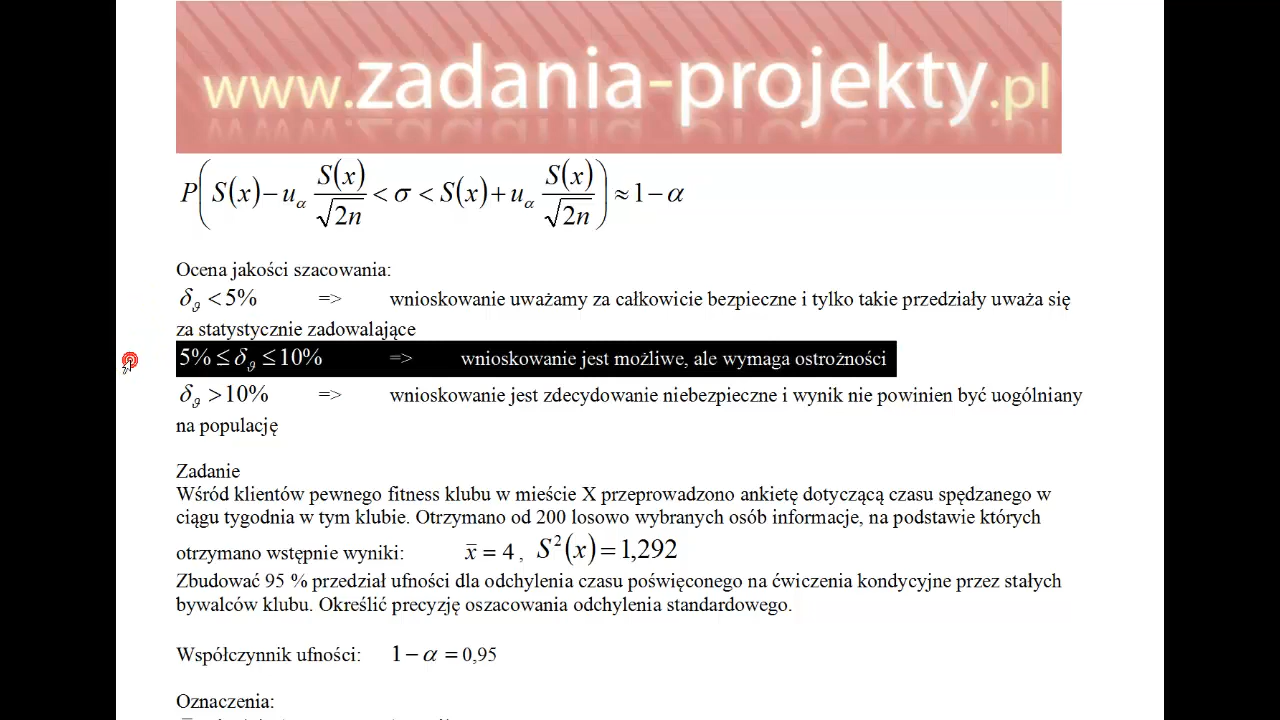 www.zadania-projekty.pl
P(S(x) − u_α S(x)/√2n < σ < S(x) + u_α S(x)/√2n) ≈ 1 − α
Ocena jakości szacowania:
δ_ϑ < 5% => wnioskowanie uważamy za całkowicie bezpieczne i tylko takie przedziały uważa się
za statystycznie zadowalające
5% ≤ δ_ϑ ≤ 10% => wnioskowanie jest możliwe, ale wymaga ostrożności
δ_ϑ > 10% => wnioskowanie jest zdecydowanie niebezpieczne i wynik nie powinien być uogólniany
na populację
Zadanie
Wśród klientów pewnego fitness klubu w mieście X przeprowadzono ankietę dotyczącą czasu spędzanego w
ciągu tygodnia w tym klubie. Otrzymano od 200 losowo wybranych osób informacje, na podstawie których
otrzymano wstępnie wyniki: x̄ = 4 , S²(x) = 1,292
Zbudować 95 % przedział ufności dla odchylenia czasu poświęconego na ćwiczenia kondycyjne przez stałych
bywalców klubu. Określić precyzję oszacowania odchylenia standardowego.
Współczynnik ufności: 1 − α = 0,95
Oznaczenia: